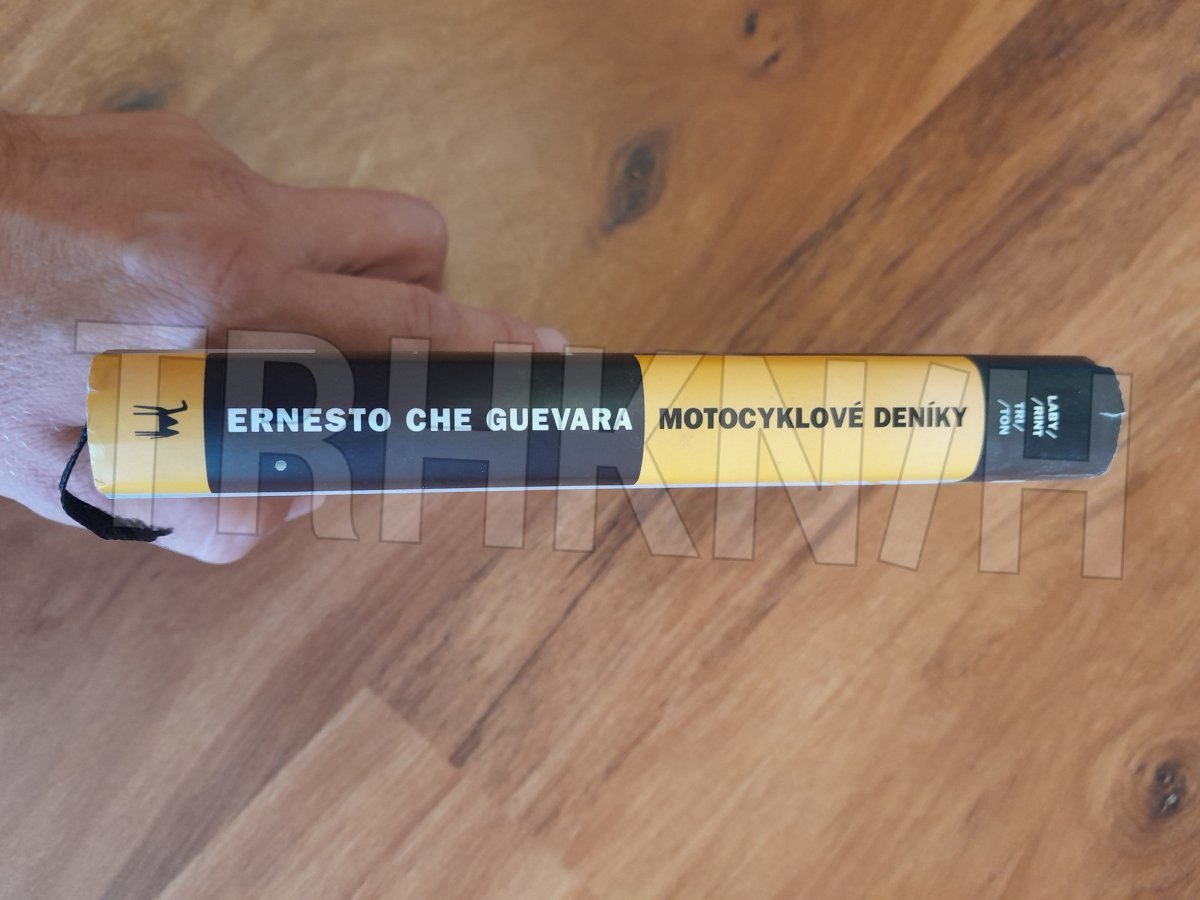 ERNESTO CHE GUEVARA
MOTOCYKLOVÉ DENÍKY
LABY/
/RINT
TRI/
/TON
TRHKNIH